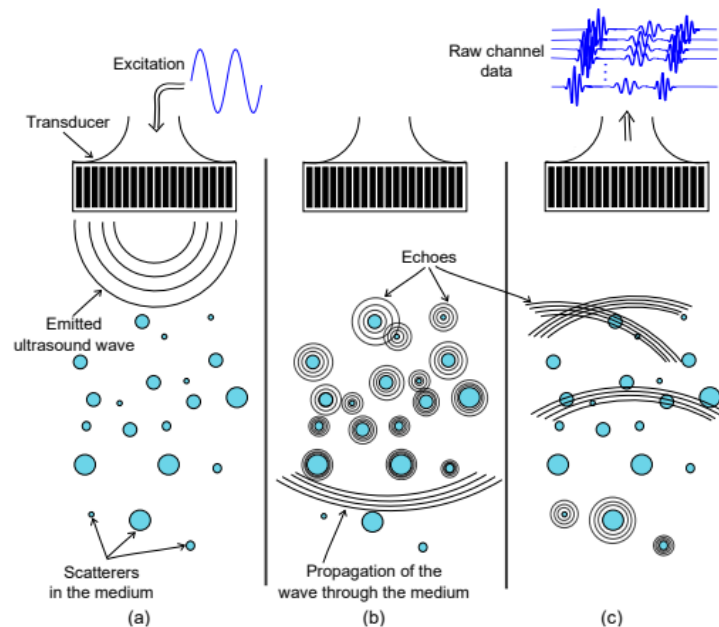 Excitation
Transducer
Emitted
ultrasound wave
Scatterers
in the medium
(a)
Echoes
Propagation of the
wave through the medium
(b)
Raw channel
data
(c)